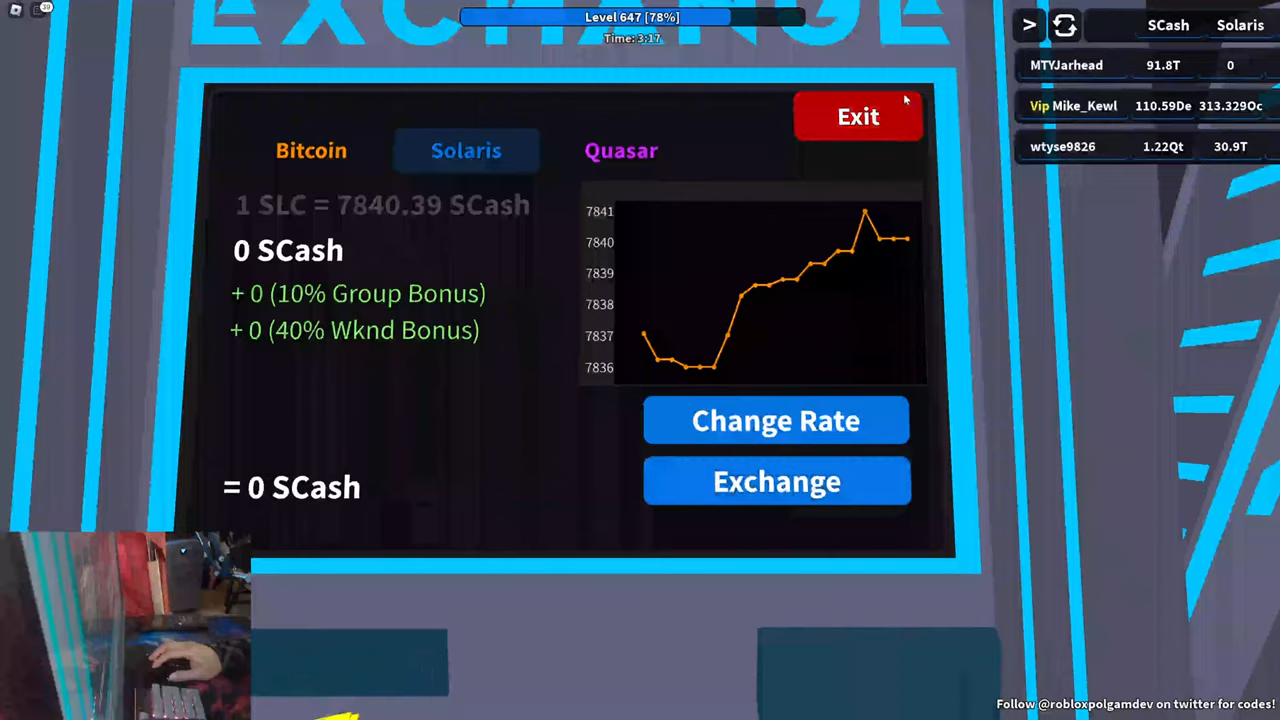 EXCHANGE
39
Level 647 [78%]
Time: 3:17
> SCash Solaris
MTYJarhead 91.8T 0
Vip Mike_Kewl 110.59De 313.329Oc
wtyse9826 1.22Qt 30.9T
Exit
Bitcoin Solaris Quasar
1 SLC = 7840.39 SCash
0 SCash
+ 0 (10% Group Bonus)
+ 0 (40% Wknd Bonus)
= 0 SCash
7841
7840
7839
7838
7837
7836
Change Rate
Exchange
Follow @robloxpolgamdev on twitter for codes!